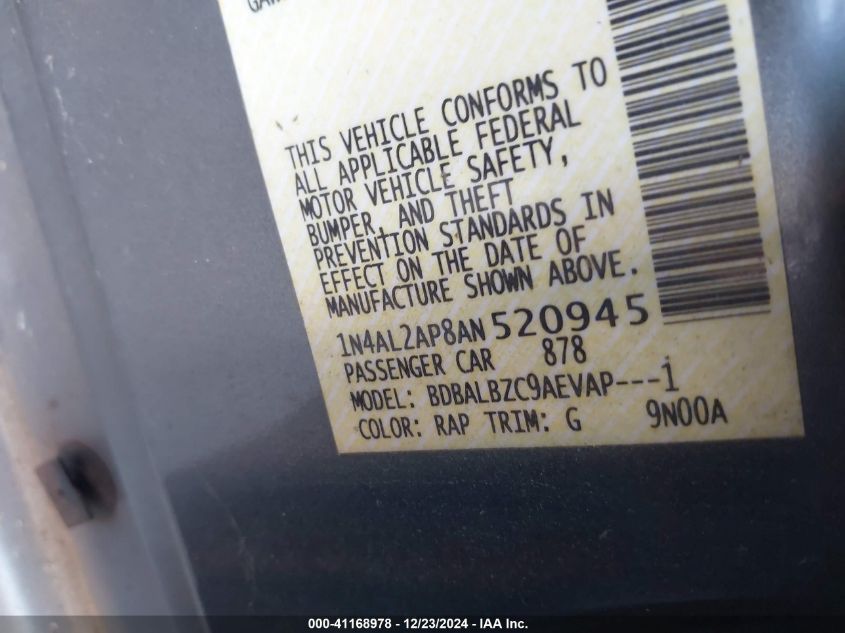 THIS VEHICLE CONFORMS TO
ALL APPLICABLE FEDERAL
MOTOR VEHICLE SAFETY,
BUMPER, AND THEFT
PREVENTION STANDARDS IN
EFFECT ON THE DATE OF
MANUFACTURE SHOWN ABOVE.
1N4AL2AP8AN520945
PASSENGER CAR 878
MODEL: BDBALBZC9AEVAP---1
COLOR: RAP TRIM: G 9N00A
000-41168978 - 12/23/2024 - IAA Inc.